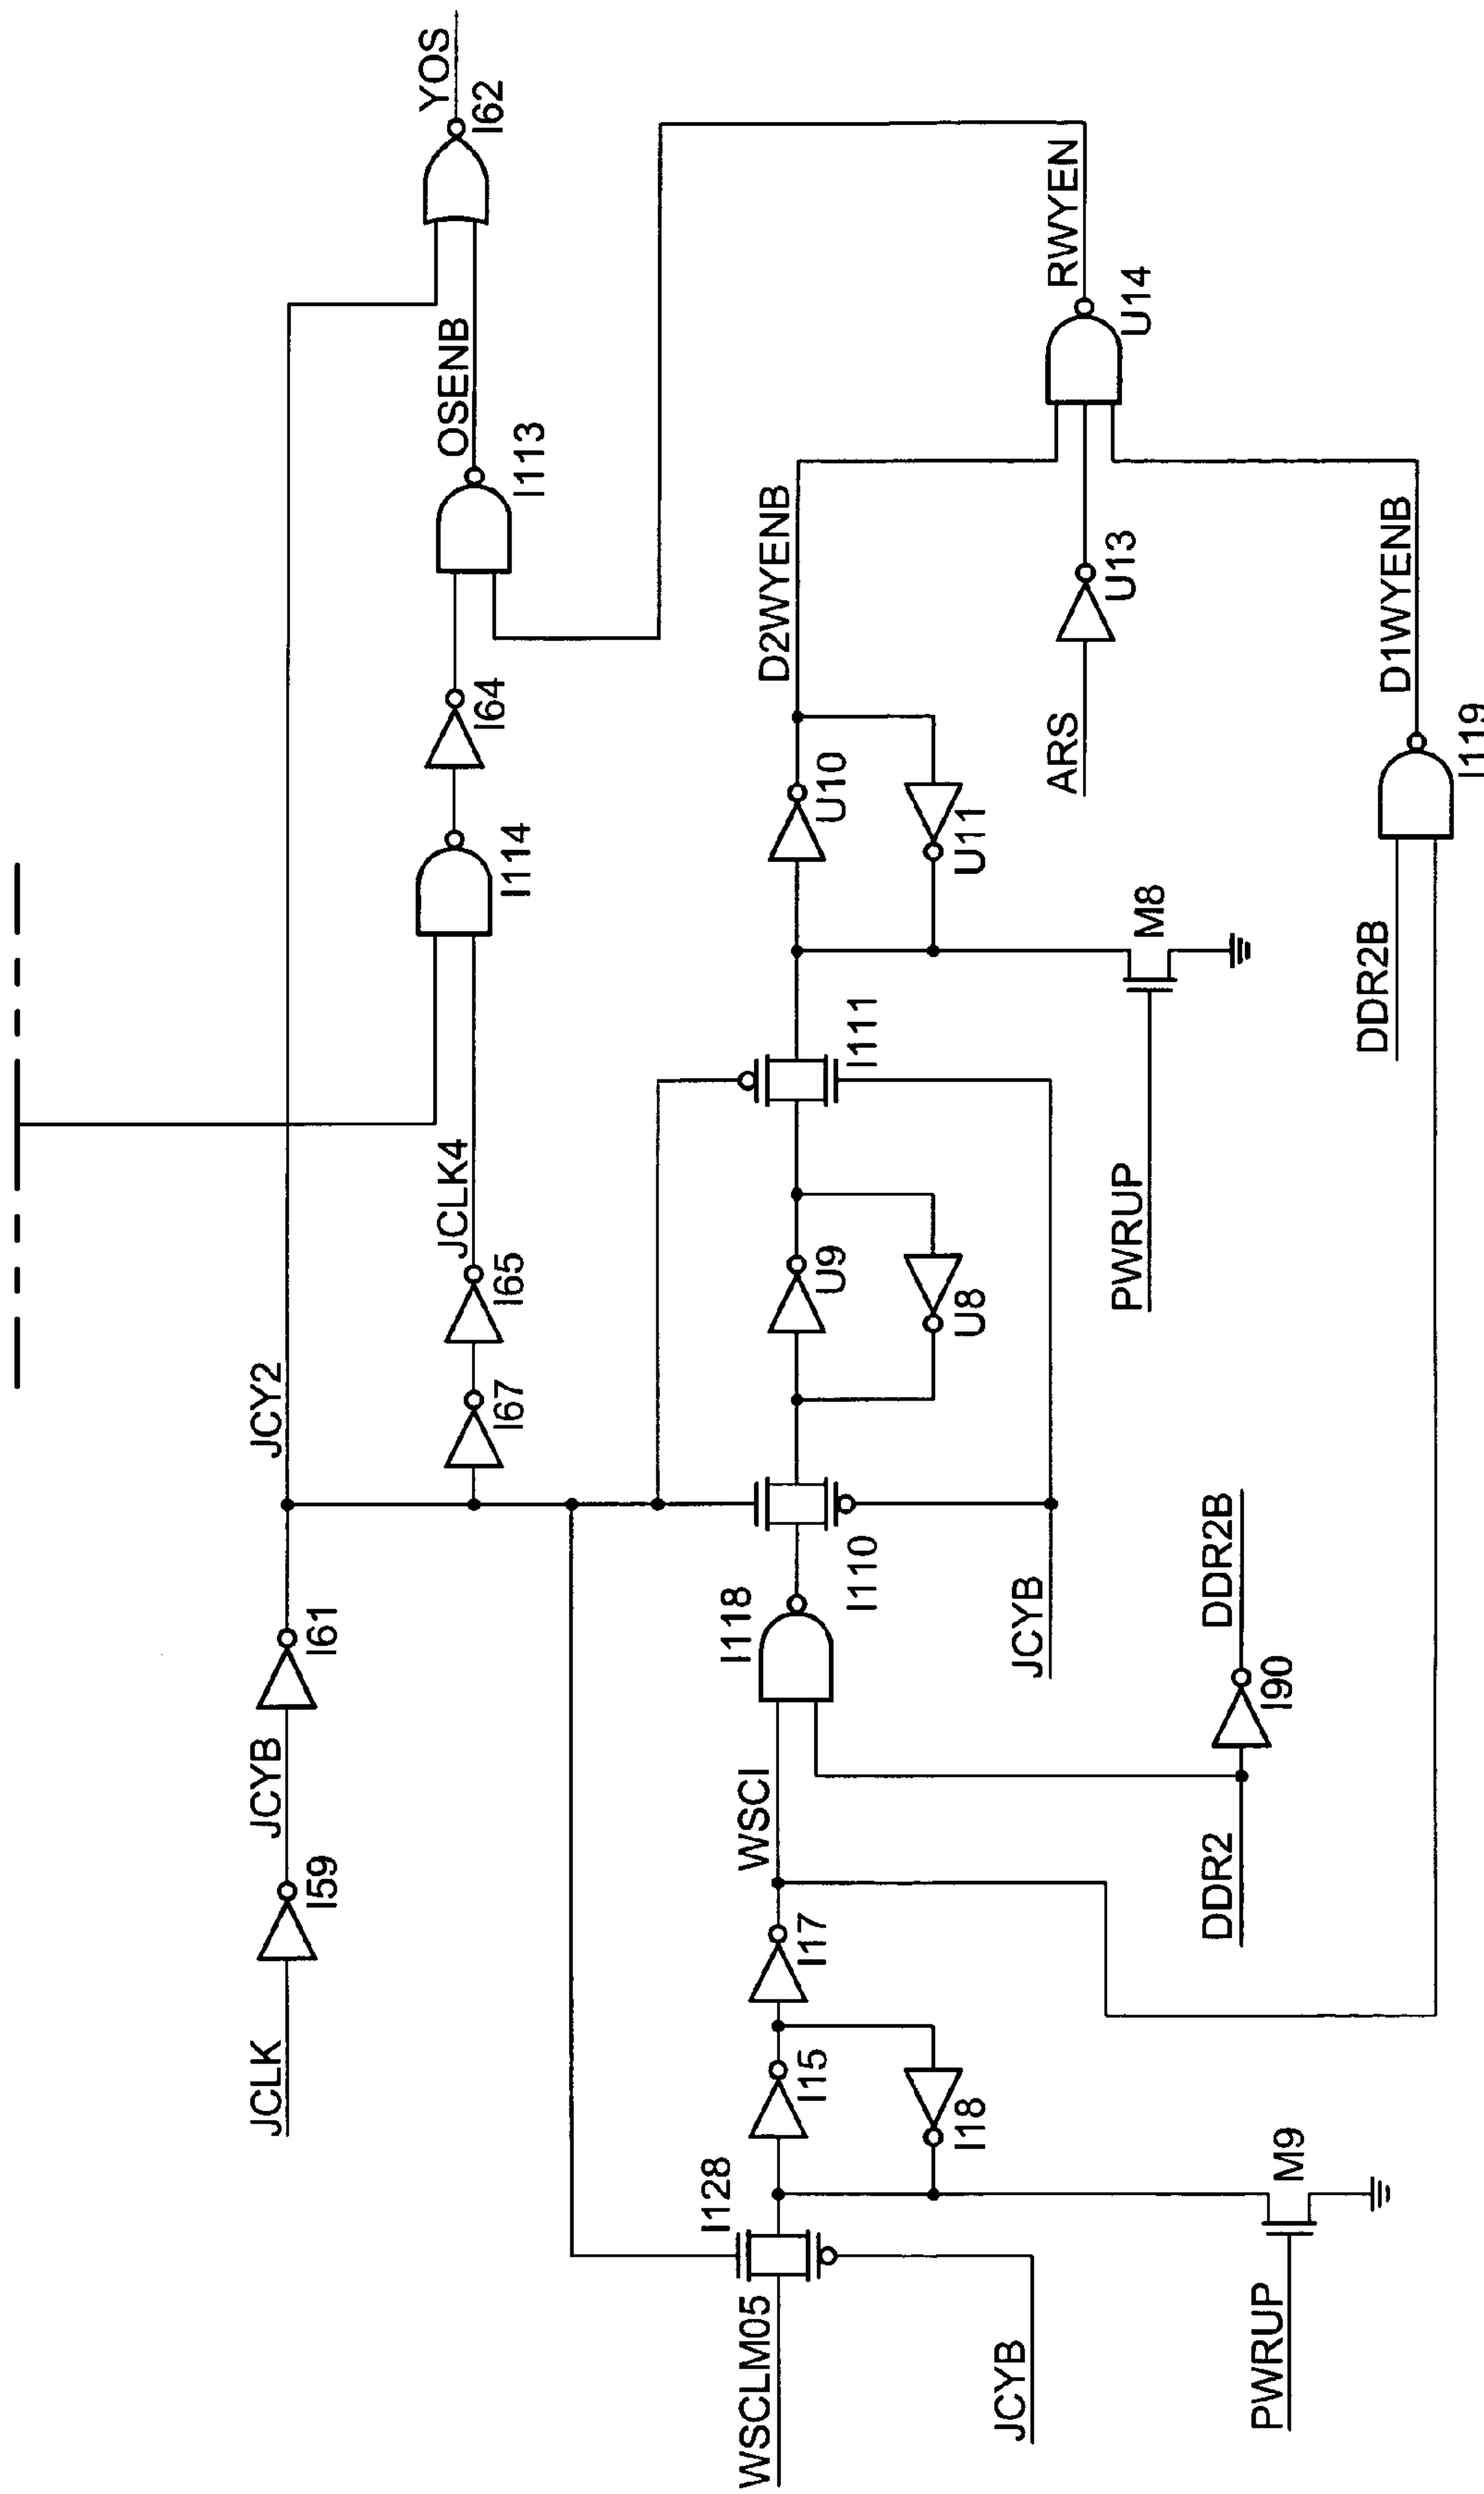 YOS
I62
OSENB
I113
I64
I114
JCY2
JCLK4
I65
I67
I61
JCYB
I59
JCLK
RWYEN
U14
D2WYENB
U13
ARS
D1WYENB
I119
DDR2B
U10
U11
M8
PWRUP
I111
U9
U8
I110
I118
JCYB
DDR2B
I90
DDR2
WSCI
I17
I15
I18
I128
M9
PWRUP
WSCLM05
JCYB